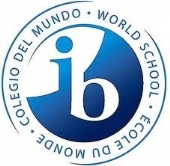 COLEGIO DEL MUNDO · WORLD SCHOOL · ÉCOLE DU MONDE ·
ib